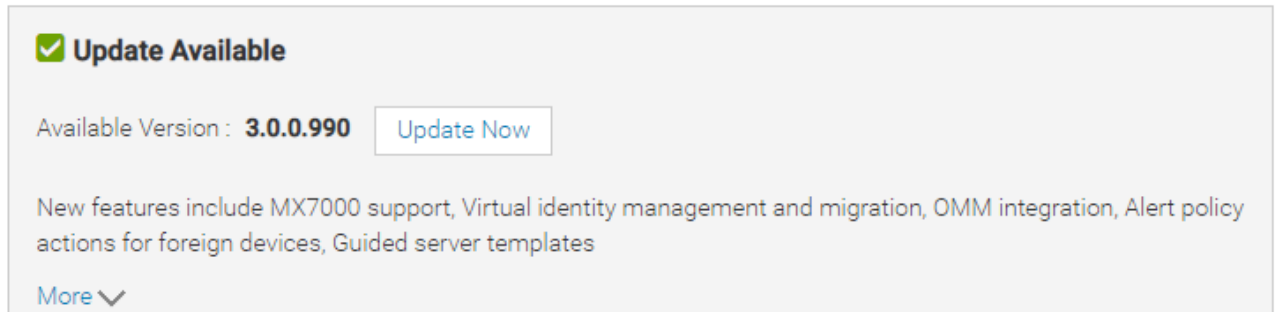 Update Available
Available Version : 3.0.0.990 Update Now
New features include MX7000 support, Virtual identity management and migration, OMM integration, Alert policy
actions for foreign devices, Guided server templates
More